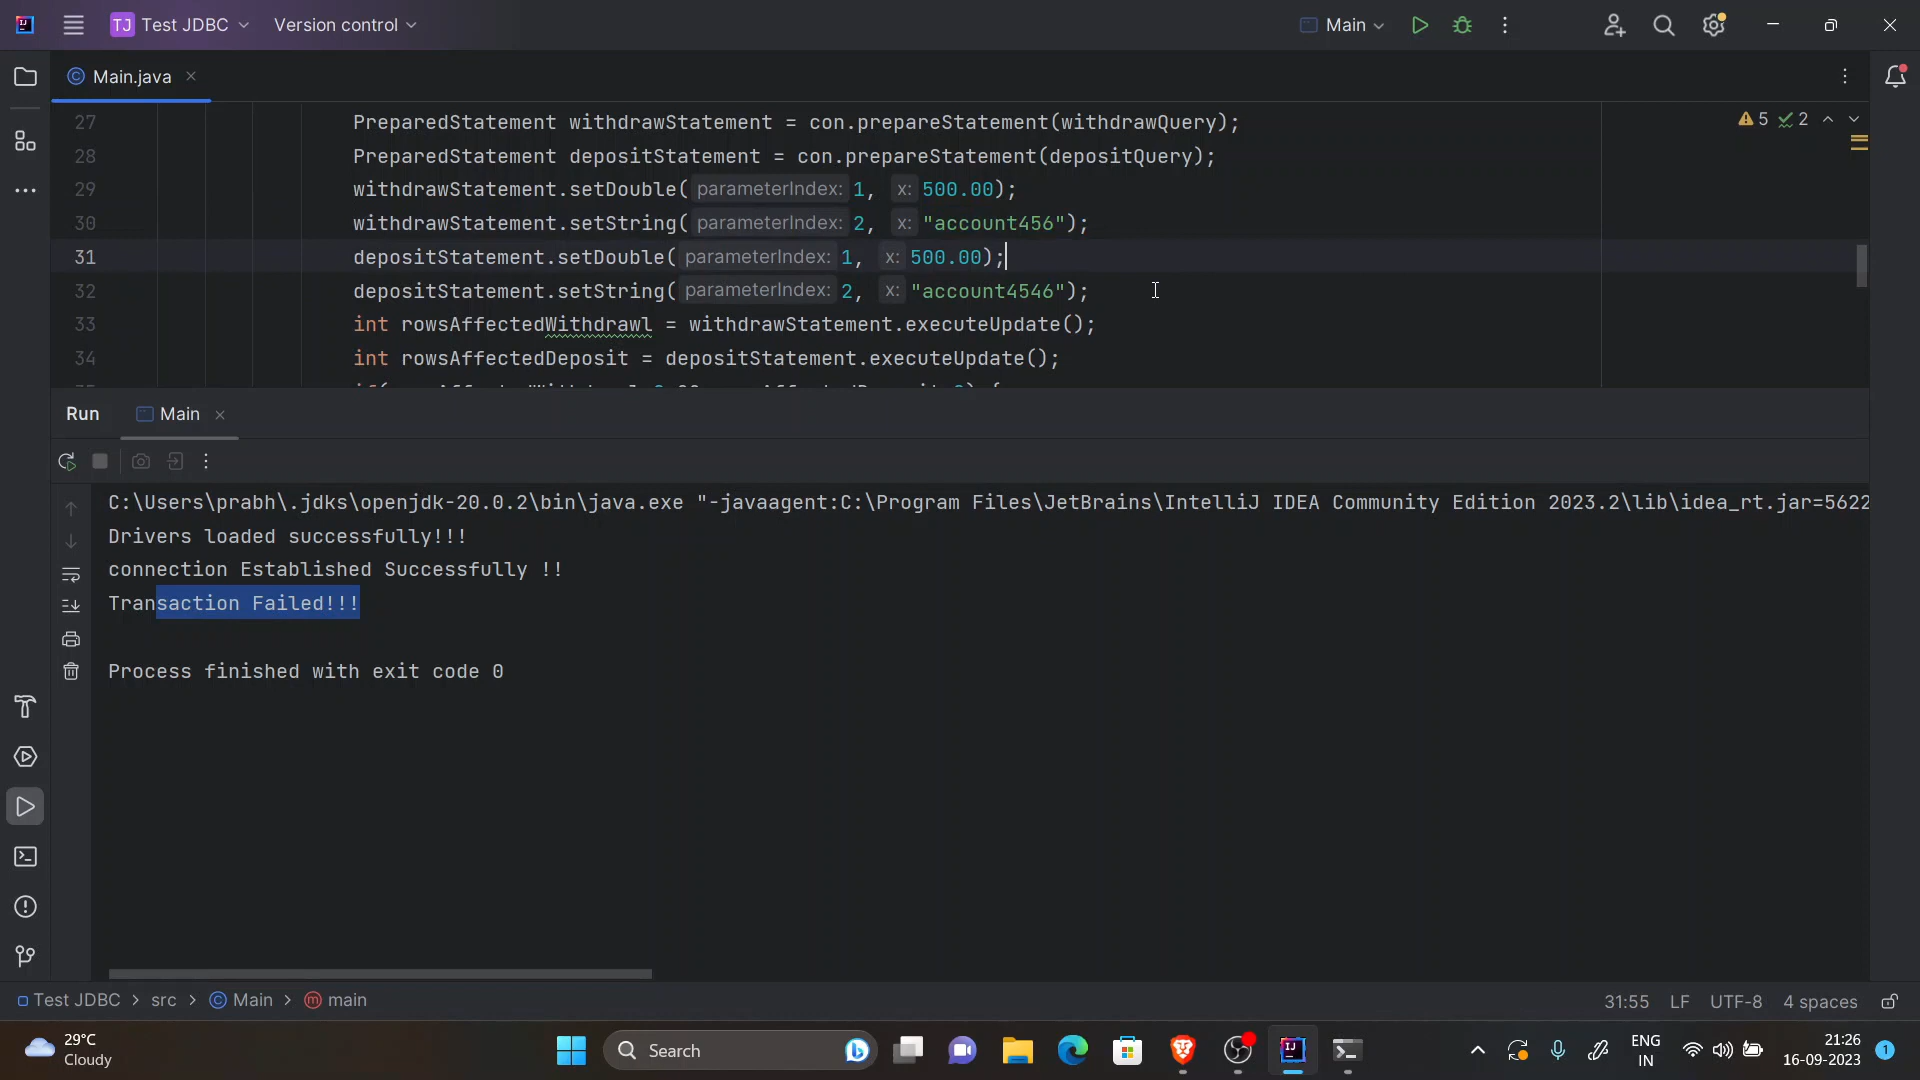 TJ Test JDBC Version control Main
Main.java
5 2
27 PreparedStatement withdrawStatement = con.prepareStatement(withdrawQuery);
28 PreparedStatement depositStatement = con.prepareStatement(depositQuery);
29 withdrawStatement.setDouble( parameterIndex: 1, x: 500.00);
30 withdrawStatement.setString( parameterIndex: 2, x: "account456");
31 depositStatement.setDouble( parameterIndex: 1, x: 500.00);
32 depositStatement.setString( parameterIndex: 2, x: "account4546");
33 int rowsAffectedWithdrawl = withdrawStatement.executeUpdate();
34 int rowsAffectedDeposit = depositStatement.executeUpdate();
Run Main
C:\Users\prabh\.jdks\openjdk-20.0.2\bin\java.exe "-javaagent:C:\Program Files\JetBrains\IntelliJ IDEA Community Edition 2023.2\lib\idea_rt.jar=5622
Drivers loaded successfully!!!
connection Established Successfully !!
Transaction Failed!!!
Process finished with exit code 0
Test JDBC > src > Main > main 31:55 LF UTF-8 4 spaces
29°C
Cloudy
Search
ENG
IN
21:26
16-09-2023
1